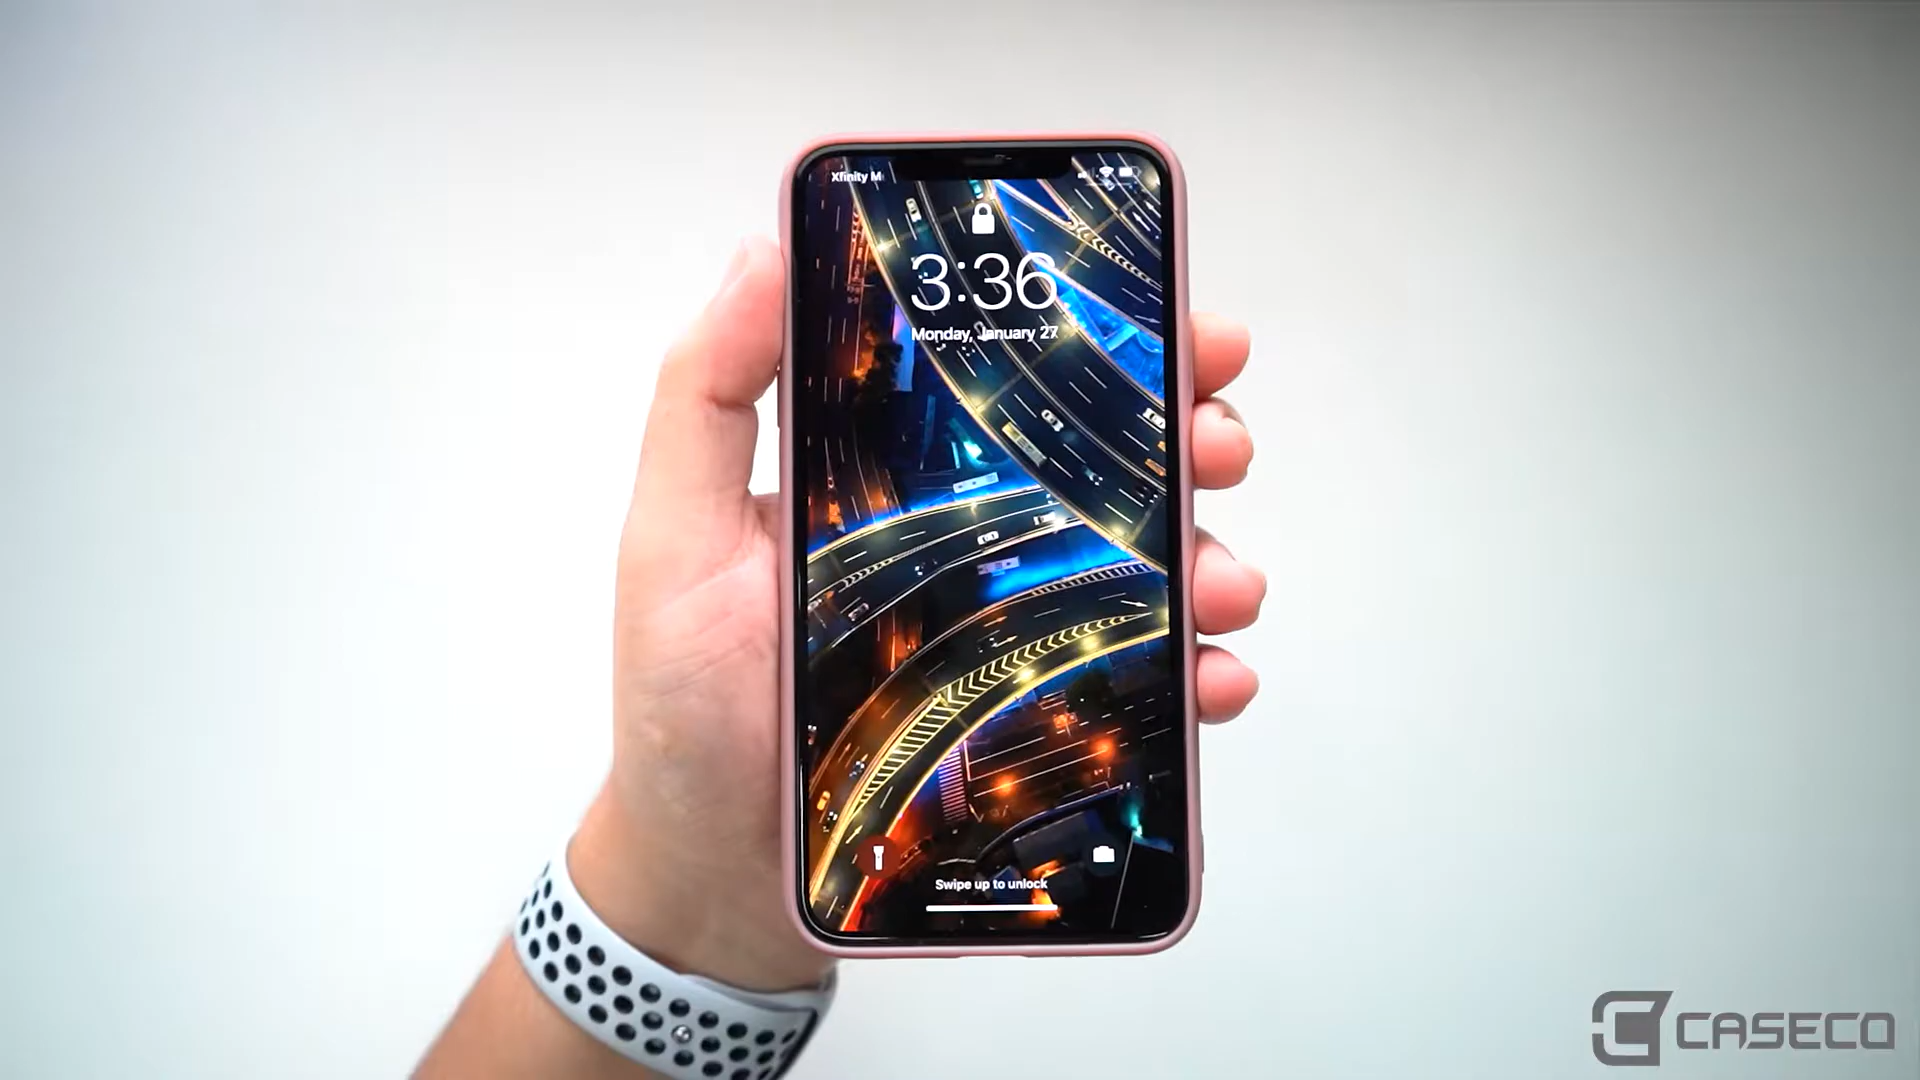 Xfinity M
3:36
Monday, January 27
Swipe up to unlock
CASECO